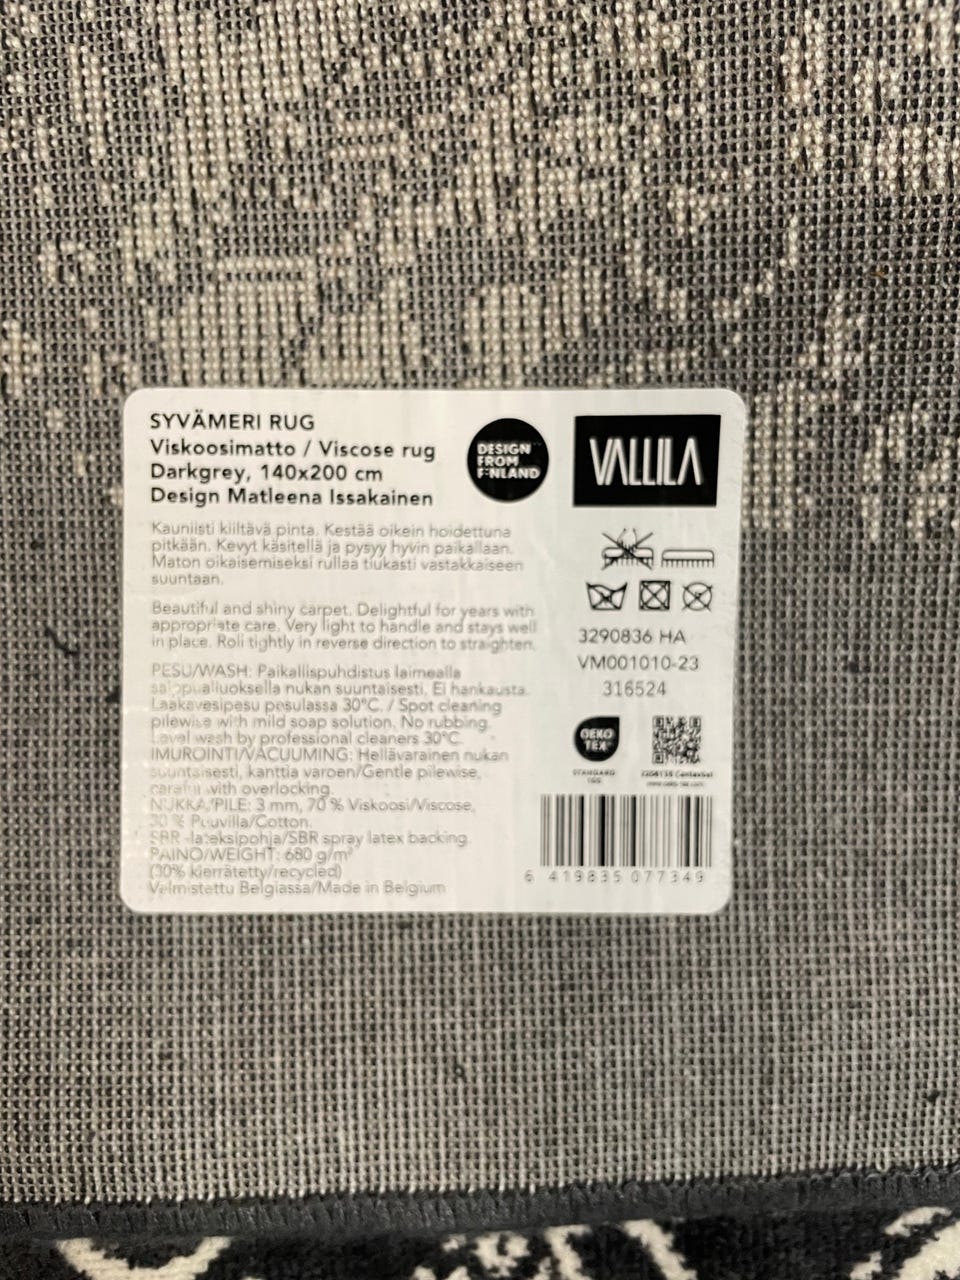 SYVÄMERI RUG
Viskoosimatto / Viscose rug
Darkgrey, 140x200 cm
Design Matleena Issakainen
DESIGN
FROM
FINLAND
VALLILA
Kauniisti kiiltävä pinta. Kestää oikein hoidettuna
pitkään. Kevyt käsitellä ja pysyy hyvin paikallaan.
Maton oikaisemiseksi rullaa tiukasti vastakkaiseen
suuntaan.
Beautiful and shiny carpet. Delightful for years with
appropriate care. Very light to handle and stays well
in place. Roll tightly in reverse direction to straighten.
PESU/WASH: Paikallispuhdistus laimealla
saippualiuoksella nukan suuntaisesti. Ei hankausta.
Laakavesipesu pesulassa 30°C. / Spot cleaning
pilewise with mild soap solution. No rubbing.
Level wash by professional cleaners 30°C.
IMUROINTI/VACUUMING: Hellävarainen nukan
suuntaisesti, kanttia varoen/Gentle pilewise,
careful with overlocking.
NUKKA/PILE: 3 mm, 70 % Viskoosi/Viscose,
30 % Puuvilla/Cotton.
SBR -lateksipohja/SBR spray latex backing.
PAINO/WEIGHT: 680 g/m²
(30% kierrätetty/recycled)
Valmistettu Belgiassa/Made in Belgium
3290836 HA
VM001010-23
316524
OEKO
TEX
STANDARD
100
6 419835 077349